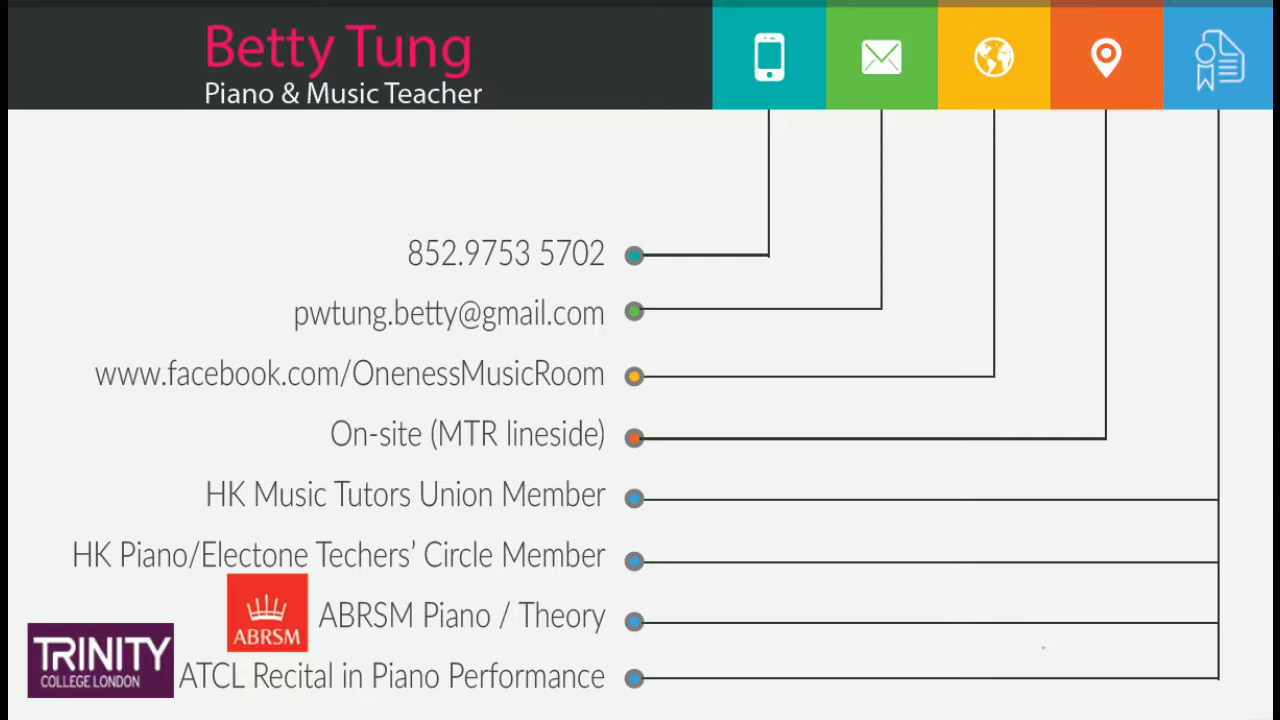 Betty Tung
Piano & Music Teacher
852.9753 5702
pwtung.betty@gmail.com
www.facebook.com/OnenessMusicRoom
On-site (MTR lineside)
HK Music Tutors Union Member
HK Piano/Electone Techers’ Circle Member
ABRSM
ABRSM Piano / Theory
TRINITY
COLLEGE LONDON
ATCL Recital in Piano Performance